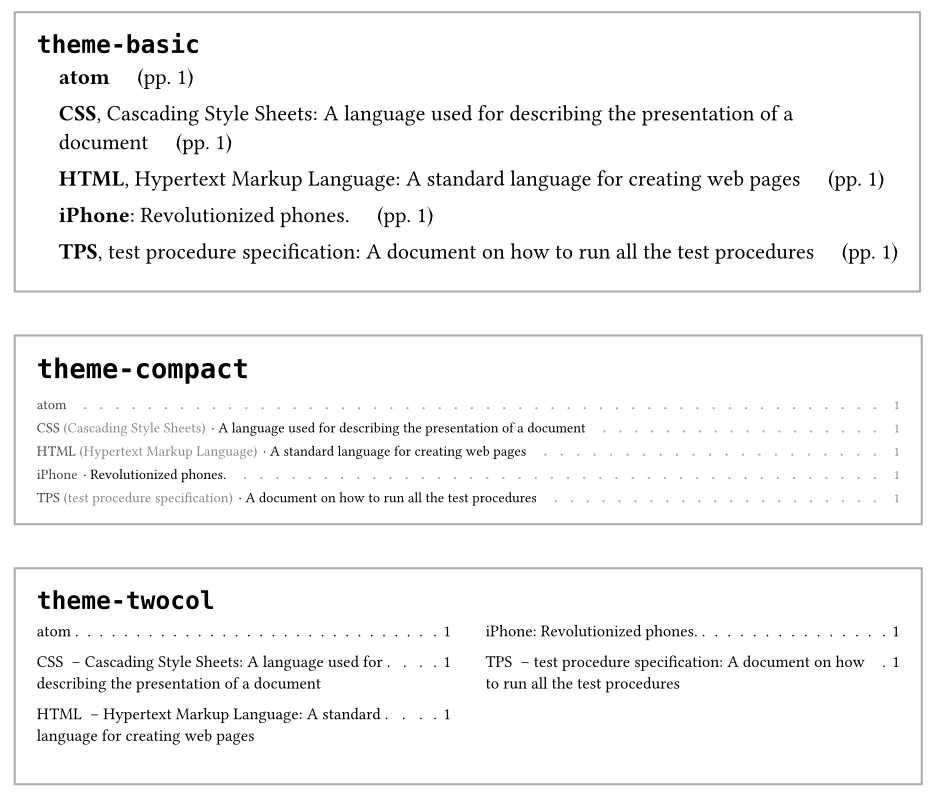 theme-basic
atom (pp. 1)
CSS, Cascading Style Sheets: A language used for describing the presentation of a
document (pp. 1)
HTML, Hypertext Markup Language: A standard language for creating web pages (pp. 1)
iPhone: Revolutionized phones. (pp. 1)
TPS, test procedure specification: A document on how to run all the test procedures (pp. 1)
theme-compact
atom . . . . . . . . . . . . . . . . . . . . . . . . . . . . . . . . . . . . . . . . 1
CSS (Cascading Style Sheets) · A language used for describing the presentation of a document . . . . . . . . . . . . . . 1
HTML (Hypertext Markup Language) · A standard language for creating web pages . . . . . . . . . . . . . . . . . 1
iPhone · Revolutionized phones. . . . . . . . . . . . . . . . . . . . . . . . . . . . . . . . . 1
TPS (test procedure specification) · A document on how to run all the test procedures . . . . . . . . . . . . . . . . . 1
theme-twocol
atom . . . . . . . . . . . . . . . . . . . . . . . . . . . . . . 1
CSS – Cascading Style Sheets: A language used for . . . . 1
describing the presentation of a document
HTML – Hypertext Markup Language: A standard . . . . 1
language for creating web pages
iPhone: Revolutionized phones. . . . . . . . . . . . . . . . 1
TPS – test procedure specification: A document on how . 1
to run all the test procedures